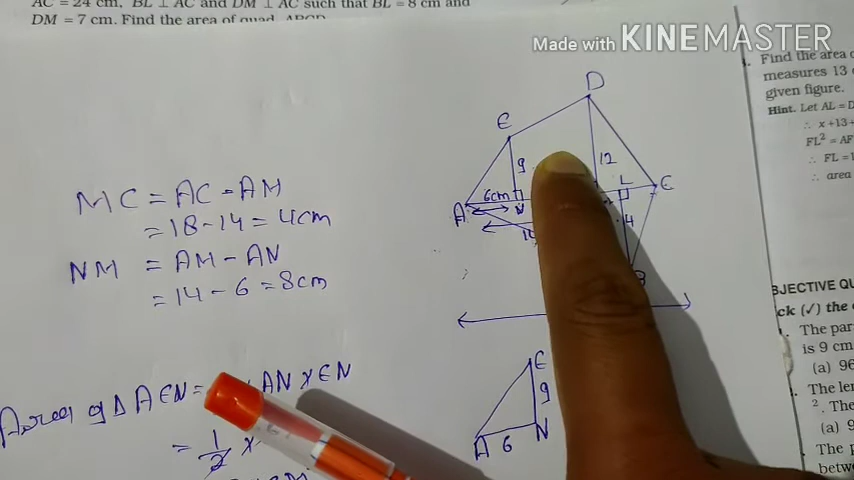 AC = 24 cm, BL ⊥ AC and DM ⊥ AC such that BL = 8 cm and
DM = 7 cm. Find the area of quad. ABCD
Made with KINEMASTER
Find the area
measures 13
given figure.
Hint. Let AL = D
∴ x+13+
FL² = AF
∴ FL = 1
∴ area
D
E
9
12
6cm
L
C
A
N
4
B
MC = AC - AM
= 18 - 14 = 4cm
NM = AM - AN
= 14 - 6 = 8cm
Area of Δ AEN = AN × EN
= 1/2 ×
E
9
A 6 N
BJECTIVE QU
ck (✓) the
The par
is 9 cm
(a) 96
The le
². The
(a) 9
The p
betw